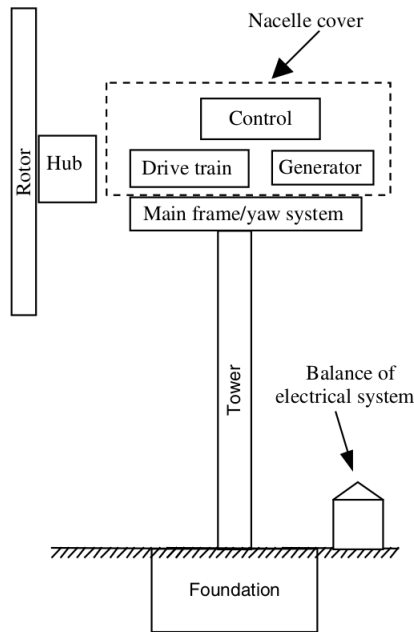 Nacelle cover
Control
Rotor
Hub
Drive train
Generator
Main frame/yaw system
Tower
Balance of
electrical system
Foundation